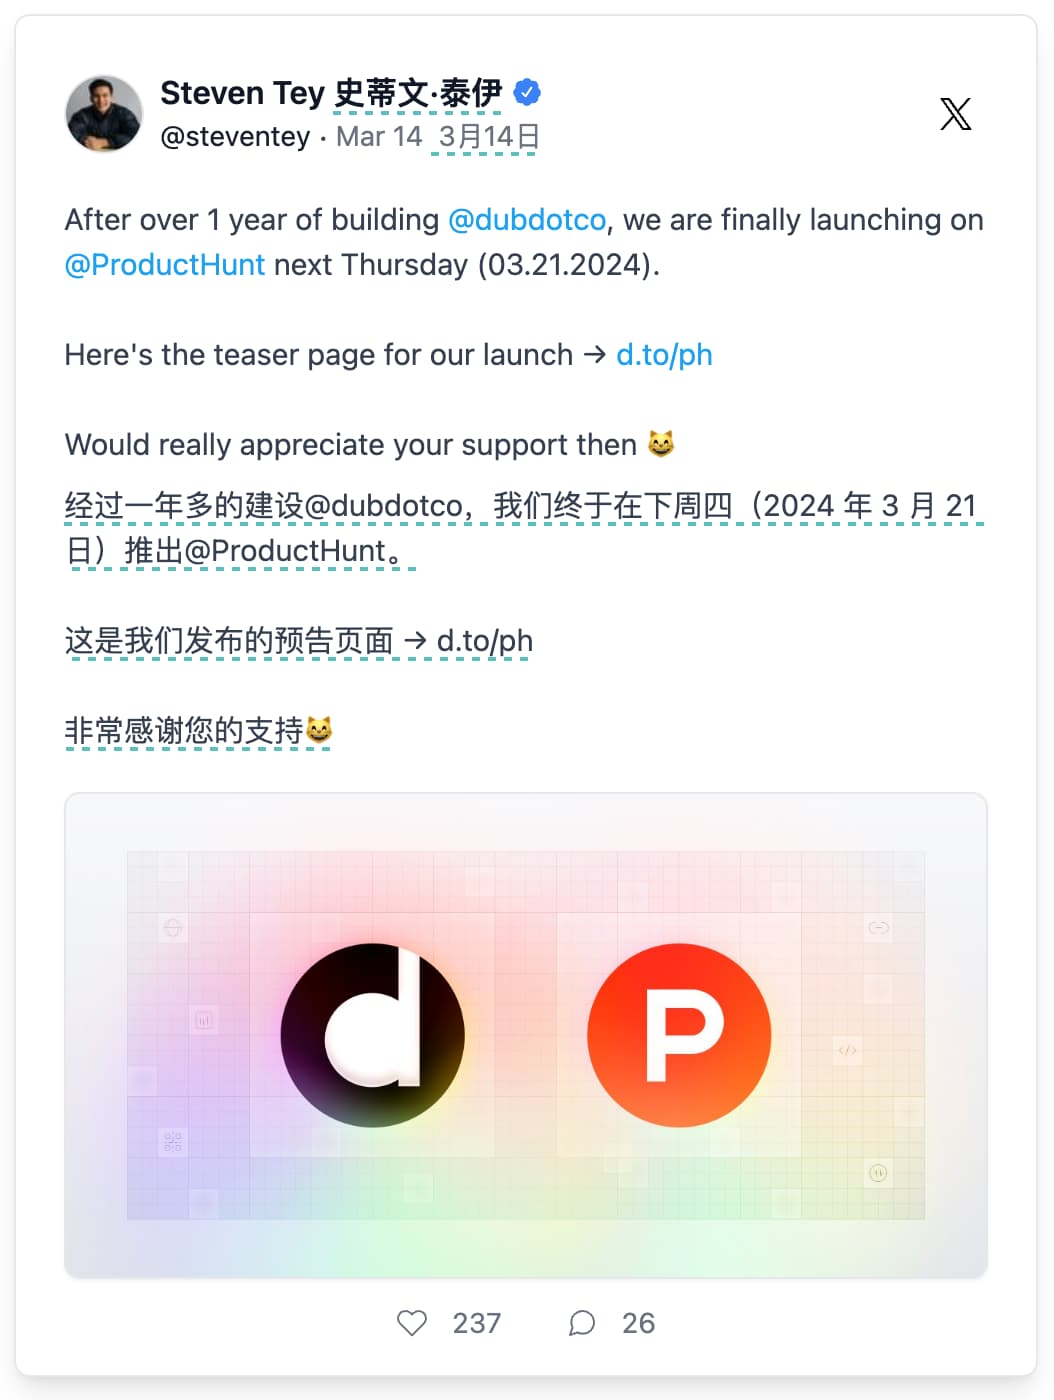 Steven Tey 史蒂文·泰伊
@steventey · Mar 14 3月14日
After over 1 year of building @dubdotco, we are finally launching on
@ProductHunt next Thursday (03.21.2024).
Here's the teaser page for our launch → d.to/ph
Would really appreciate your support then 😸
经过一年多的建设@dubdotco，我们终于在下周四（2024 年 3 月 21
日）推出@ProductHunt。
这是我们发布的预告页面 → d.to/ph
非常感谢您的支持😸
d
P
237
26